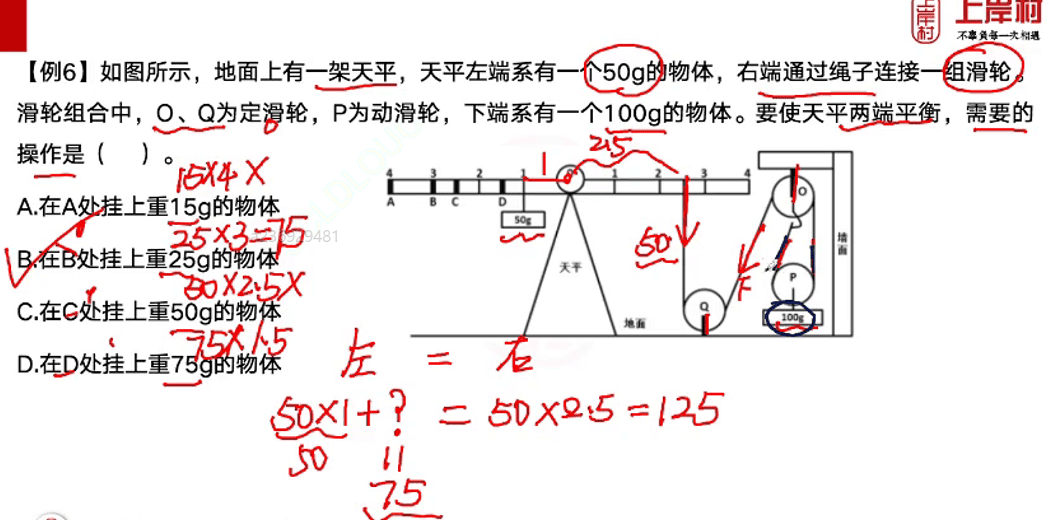 上岸村
上岸村
不辜负每一次相遇
【例6】如图所示，地面上有一架天平，天平左端系有一个50g的物体，右端通过绳子连接一组滑轮。
滑轮组合中，O、Q为定滑轮，P为动滑轮，下端系有一个100g的物体。要使天平两端平衡，需要的
操作是（ ）。
15×4 ×
A.在A处挂上重15g的物体
25×3=75
B.在B处挂上重25g的物体
50×2.5×
C.在C处挂上重50g的物体
75×1.5
D.在D处挂上重75g的物体
1 2.5
4 3 2 1 1 2 3 4
A B C D
50g
50
F
天平
地面
墙面
O
P
Q
100g
左 = 右
50×1+? = 50×2.5=125
50 11
75